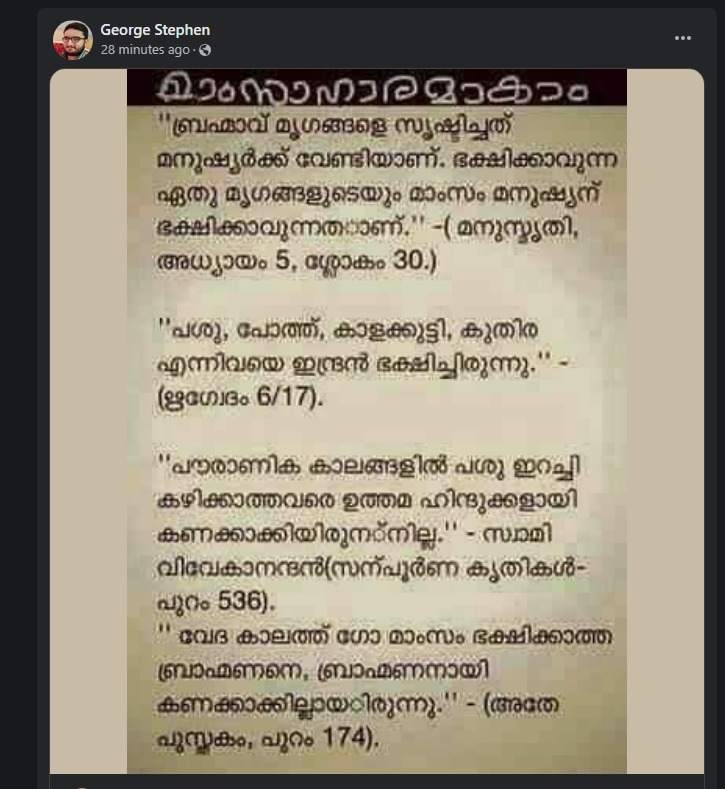 George Stephen
28 minutes ago ·
മാംസാഹാരമാകാം
"ബ്രഹ്മാവ് മൃഗങ്ങളെ സൃഷ്ടിച്ചത്
മനുഷ്യർക്ക് വേണ്ടിയാണ്. ഭക്ഷിക്കാവുന്ന
ഏതു മൃഗങ്ങളുടെയും മാംസം മനുഷ്യന്
ഭക്ഷിക്കാവുന്നതാണ്." -( മനുസ്മൃതി,
അധ്യായം 5, ശ്ലോകം 30.)
"പശു, പോത്ത്, കാളക്കുട്ടി, കുതിര
എന്നിവയെ ഇന്ദ്രൻ ഭക്ഷിച്ചിരുന്നു." -
(ഋഗ്വേദം 6/17).
"പൗരാണിക കാലങ്ങളിൽ പശു ഇറച്ചി
കഴിക്കാത്തവരെ ഉത്തമ ഹിന്ദുക്കളായി
കണക്കാക്കിയിരുന്നില്ല." - സ്വാമി
വിവേകാനന്ദൻ(സന്പൂർണ കൃതികൾ-
പുറം 536).
" വേദ കാലത്ത് ഗോ മാംസം ഭക്ഷിക്കാത്ത
ബ്രാഹ്മണനെ, ബ്രാഹ്മണനായി
കണക്കാക്കില്ലായിരുന്നു." - (അതേ
പുസ്തകം, പുറം 174).